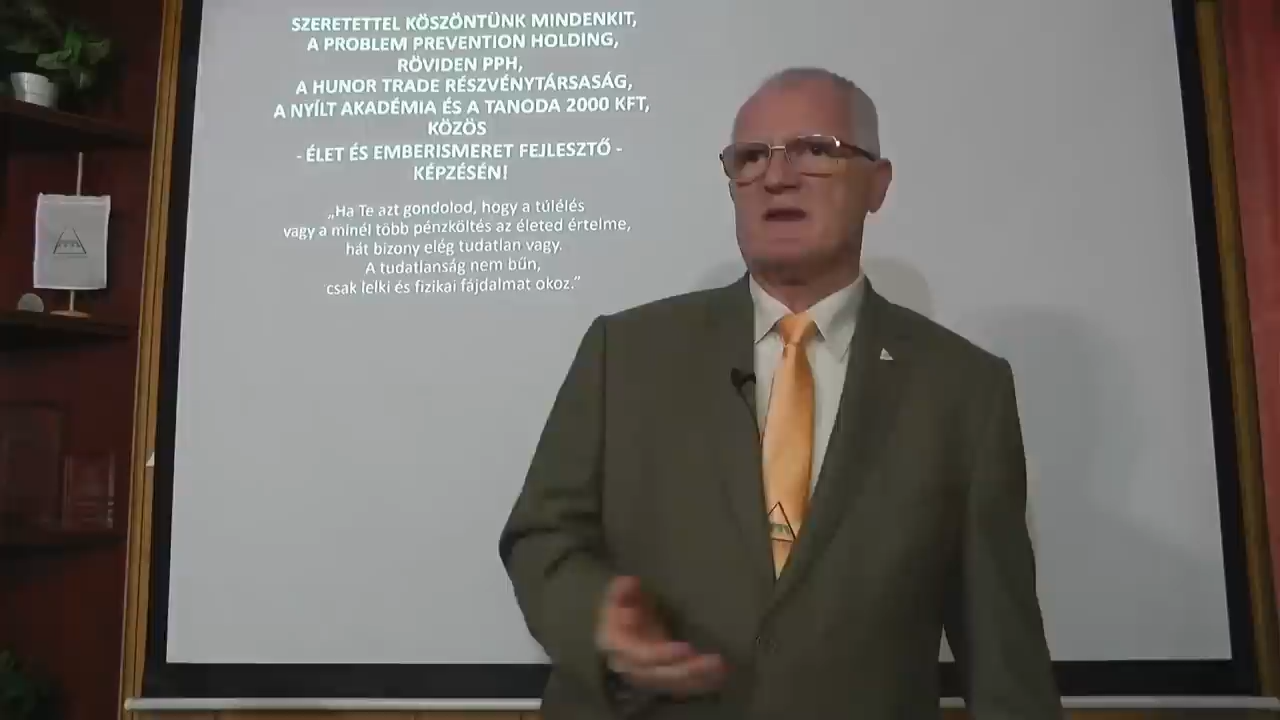 SZERETETTEL KÖSZÖNTÜNK MINDENKIT,
A PROBLEM PREVENTION HOLDING,
RÖVIDEN PPH,
A HUNOR TRADE RÉSZVÉNYTÁRSASÁG,
A NYÍLT AKADÉMIA ÉS A TANODA 2000 KFT,
KÖZÖS
- ÉLET ÉS EMBERISMERET FEJLESZTŐ -
KÉPZÉSÉN!
„Ha Te azt gondolod, hogy a túlélés
vagy a minél több pénzköltés az életed értelme,
hát bizony elég tudatlan vagy.
A tudatlanság nem bűn,
csak lelki és fizikai fájdalmat okoz.”